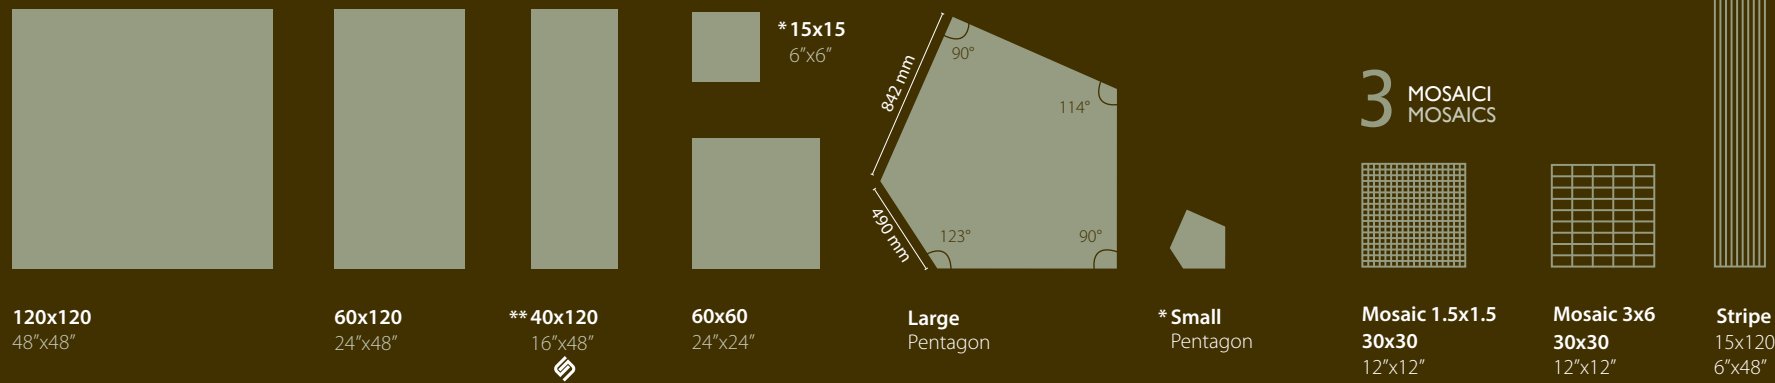 *15x15
6”x6”
842 mm
90°
114°
490 mm
123°
90°
3 MOSAICI
MOSAICS
120x120
48”x48”
60x120
24”x48”
**40x120
16”x48”
60x60
24”x24”
Large
Pentagon
*Small
Pentagon
Mosaic 1.5x1.5
30x30
12”x12”
Mosaic 3x6
30x30
12”x12”
Stripe
15x120
6”x48”